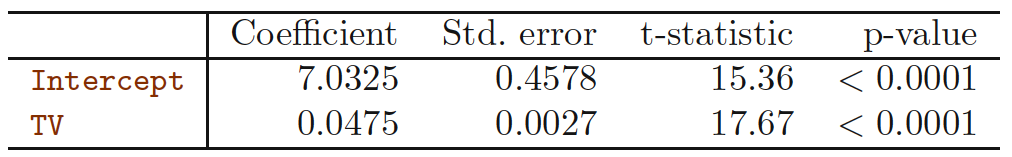 Coefficient Std. error t-statistic p-value
Intercept 7.0325 0.4578 15.36 < 0.0001
TV 0.0475 0.0027 17.67 < 0.0001